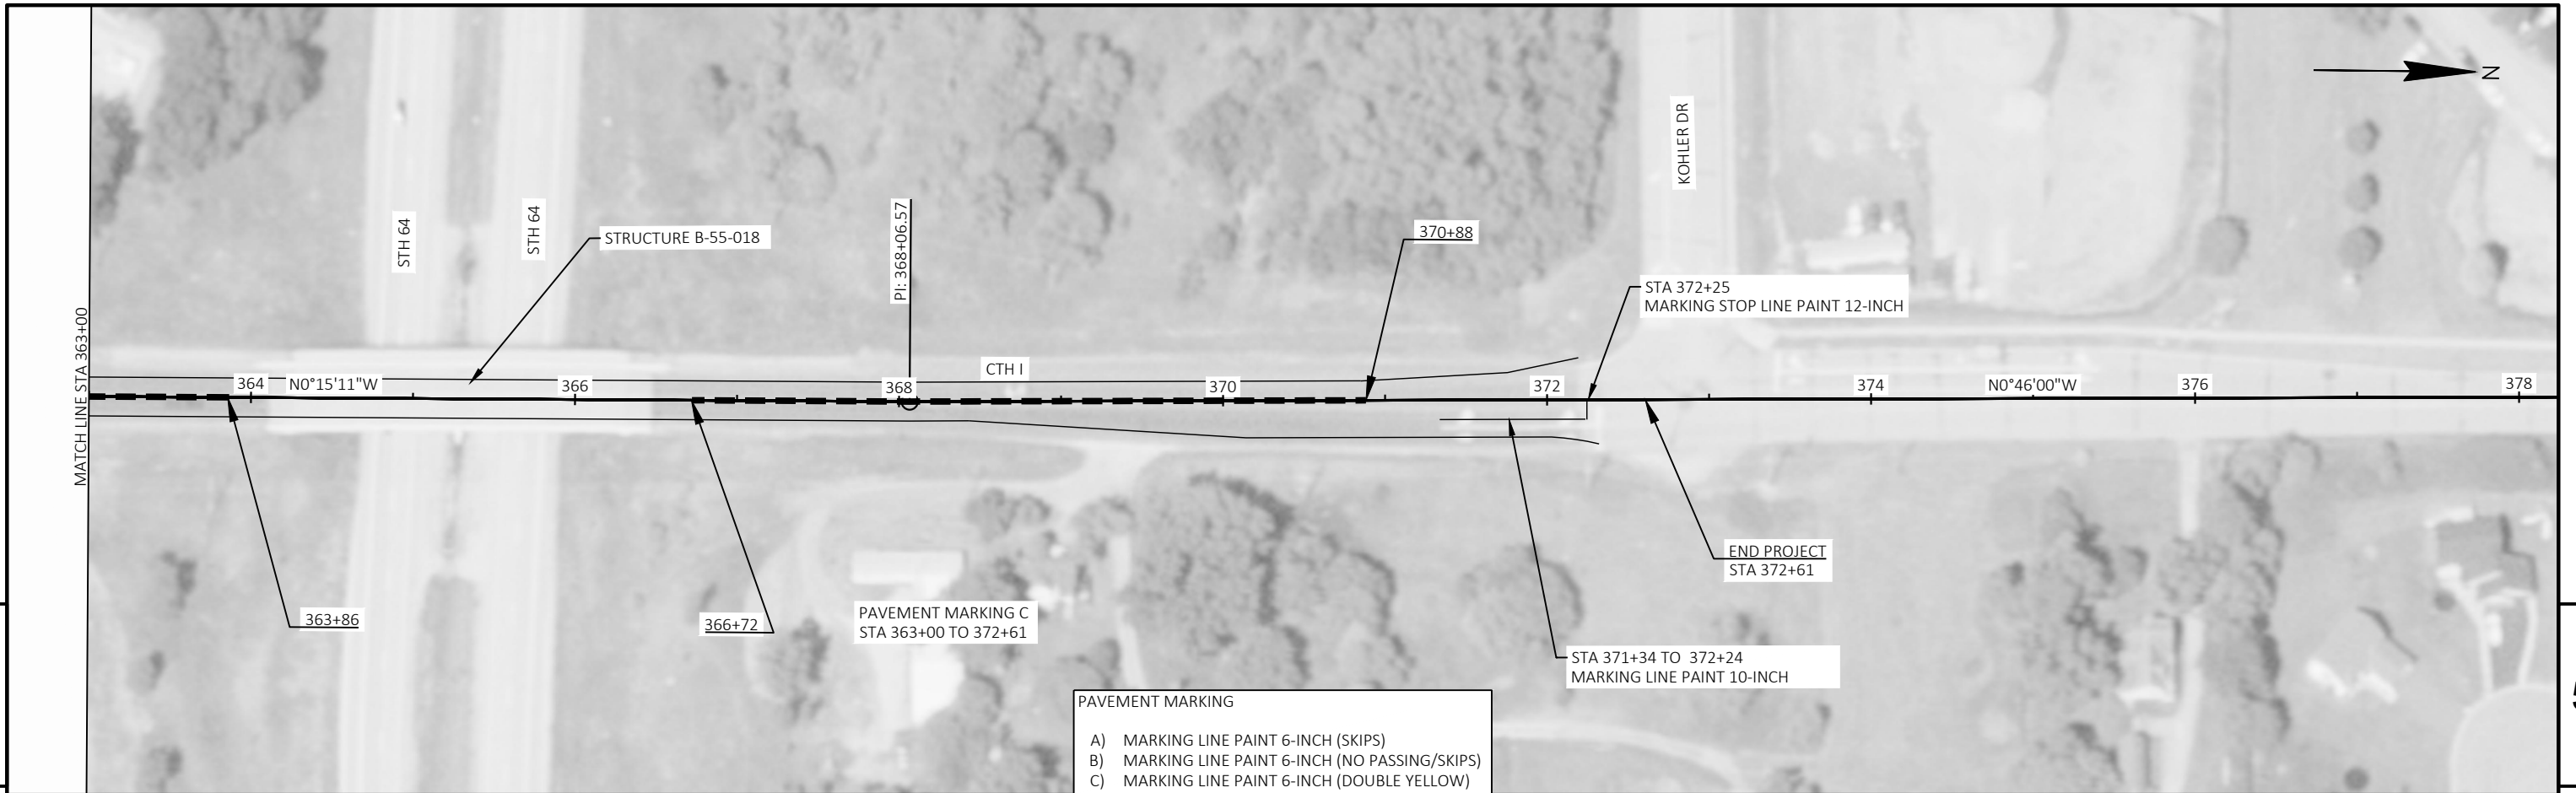 MATCH LINE STA 363+00
STH 64
STH 64
STRUCTURE B-55-018
PI: 368+06.57
370+88
KOHLER DR
N
STA 372+25
MARKING STOP LINE PAINT 12-INCH
CTH I
364
N0°15'11"W
366
368
370
372
374
N0°46'00"W
376
378
363+86
366+72
PAVEMENT MARKING C
STA 363+00 TO 372+61
END PROJECT
STA 372+61
STA 371+34 TO 372+24
MARKING LINE PAINT 10-INCH
PAVEMENT MARKING
A) MARKING LINE PAINT 6-INCH (SKIPS)
B) MARKING LINE PAINT 6-INCH (NO PASSING/SKIPS)
C) MARKING LINE PAINT 6-INCH (DOUBLE YELLOW)